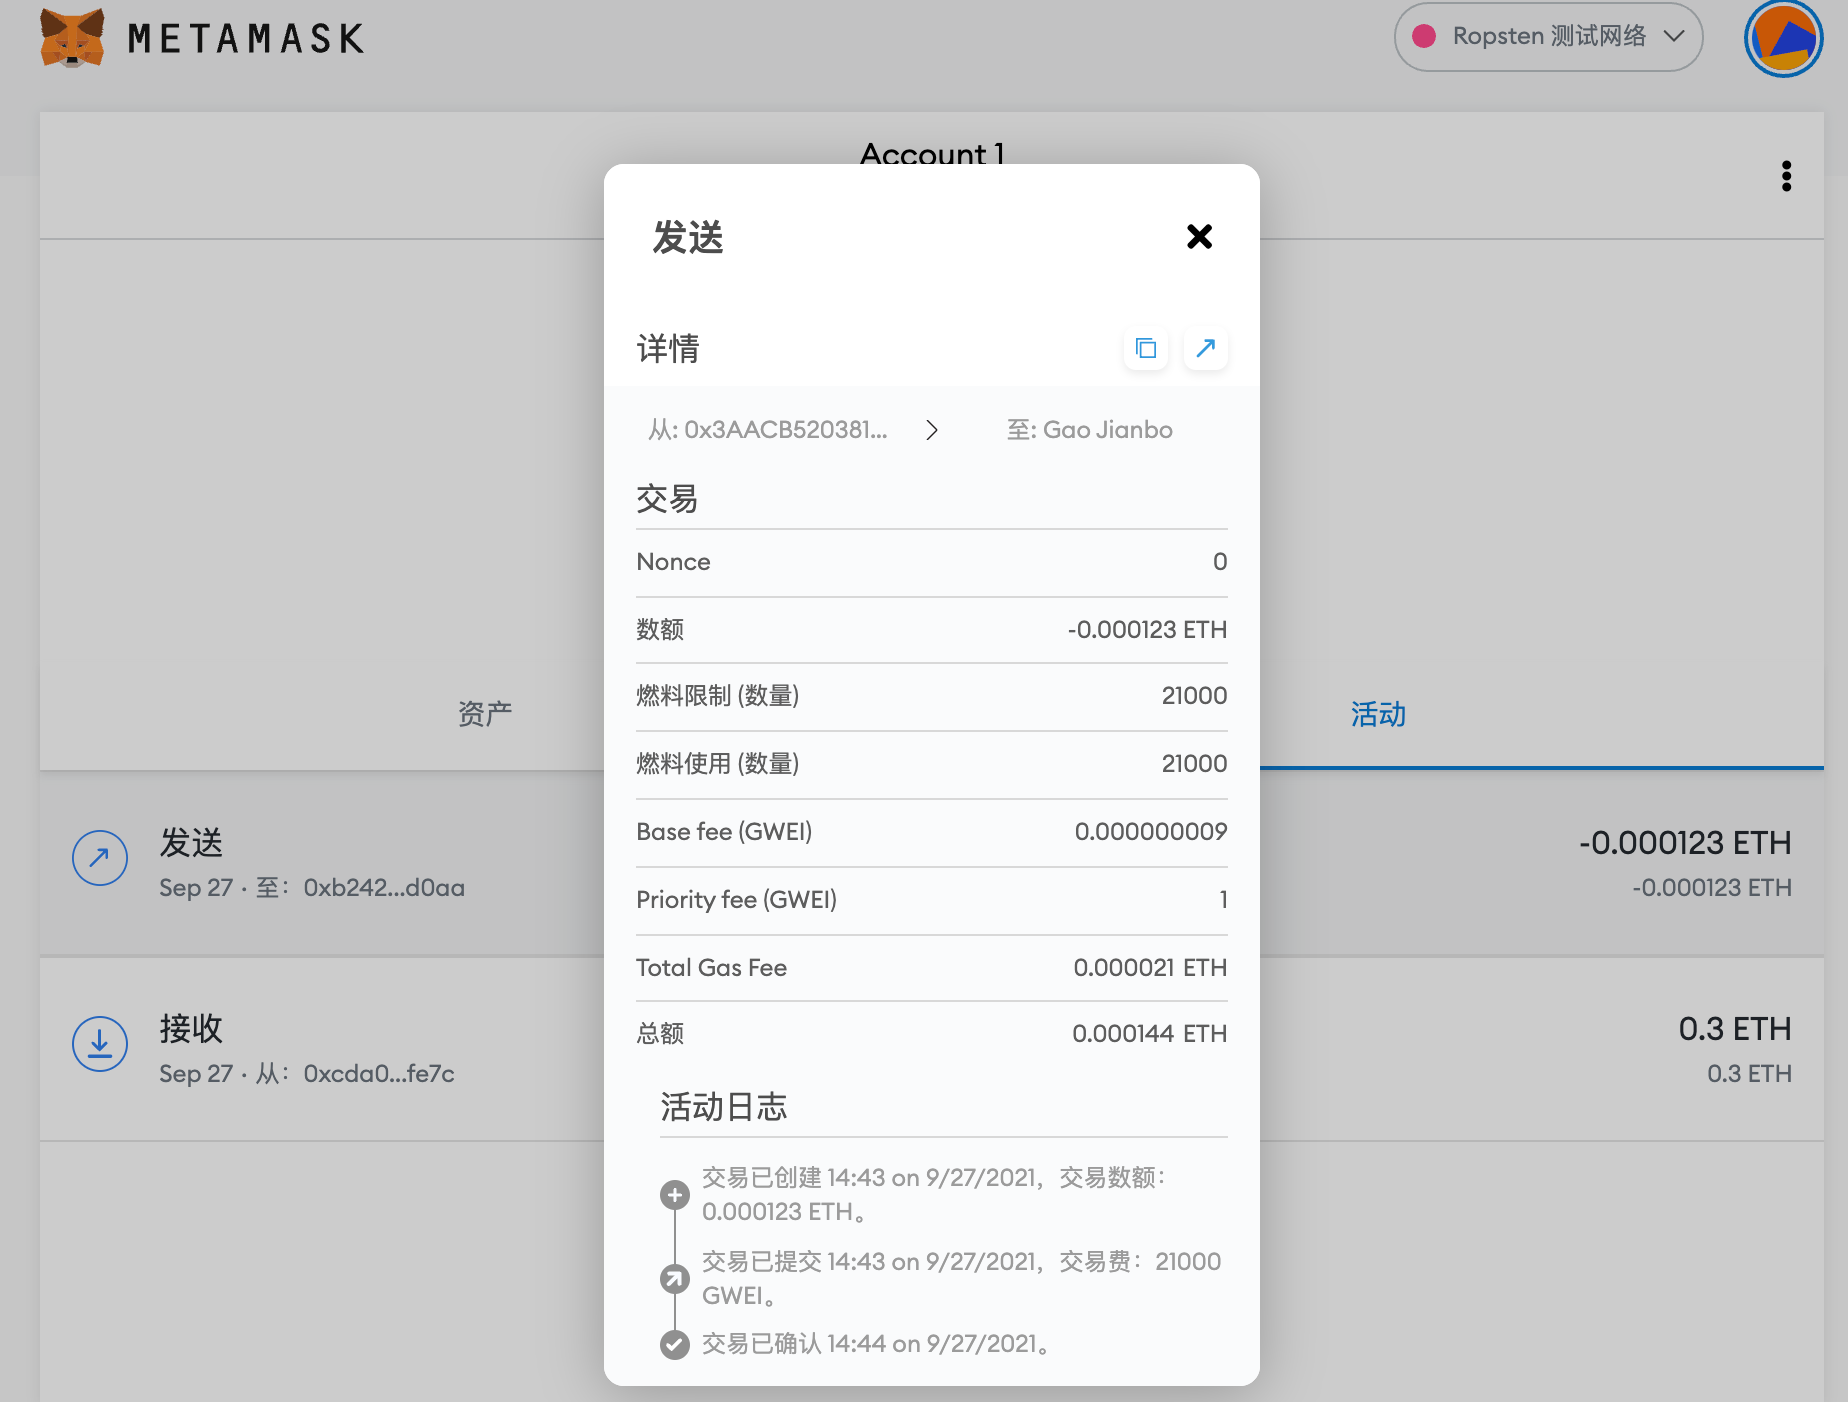 METAMASK
Ropsten 测试网络
Account 1
发送
详情
从: 0x3AACB520381...
至: Gao Jianbo
交易
Nonce 0
数额 -0.000123 ETH
燃料限制 (数量) 21000
燃料使用 (数量) 21000
Base fee (GWEI) 0.000000009
Priority fee (GWEI) 1
Total Gas Fee 0.000021 ETH
总额 0.000144 ETH
活动日志
交易已创建 14:43 on 9/27/2021，交易数额：
0.000123 ETH。
交易已提交 14:43 on 9/27/2021，交易费：21000
GWEI。
交易已确认 14:44 on 9/27/2021。
资产
活动
发送
-0.000123 ETH
Sep 27 · 至：0xb242...d0aa
-0.000123 ETH
接收
0.3 ETH
Sep 27 · 从：0xcda0...fe7c
0.3 ETH